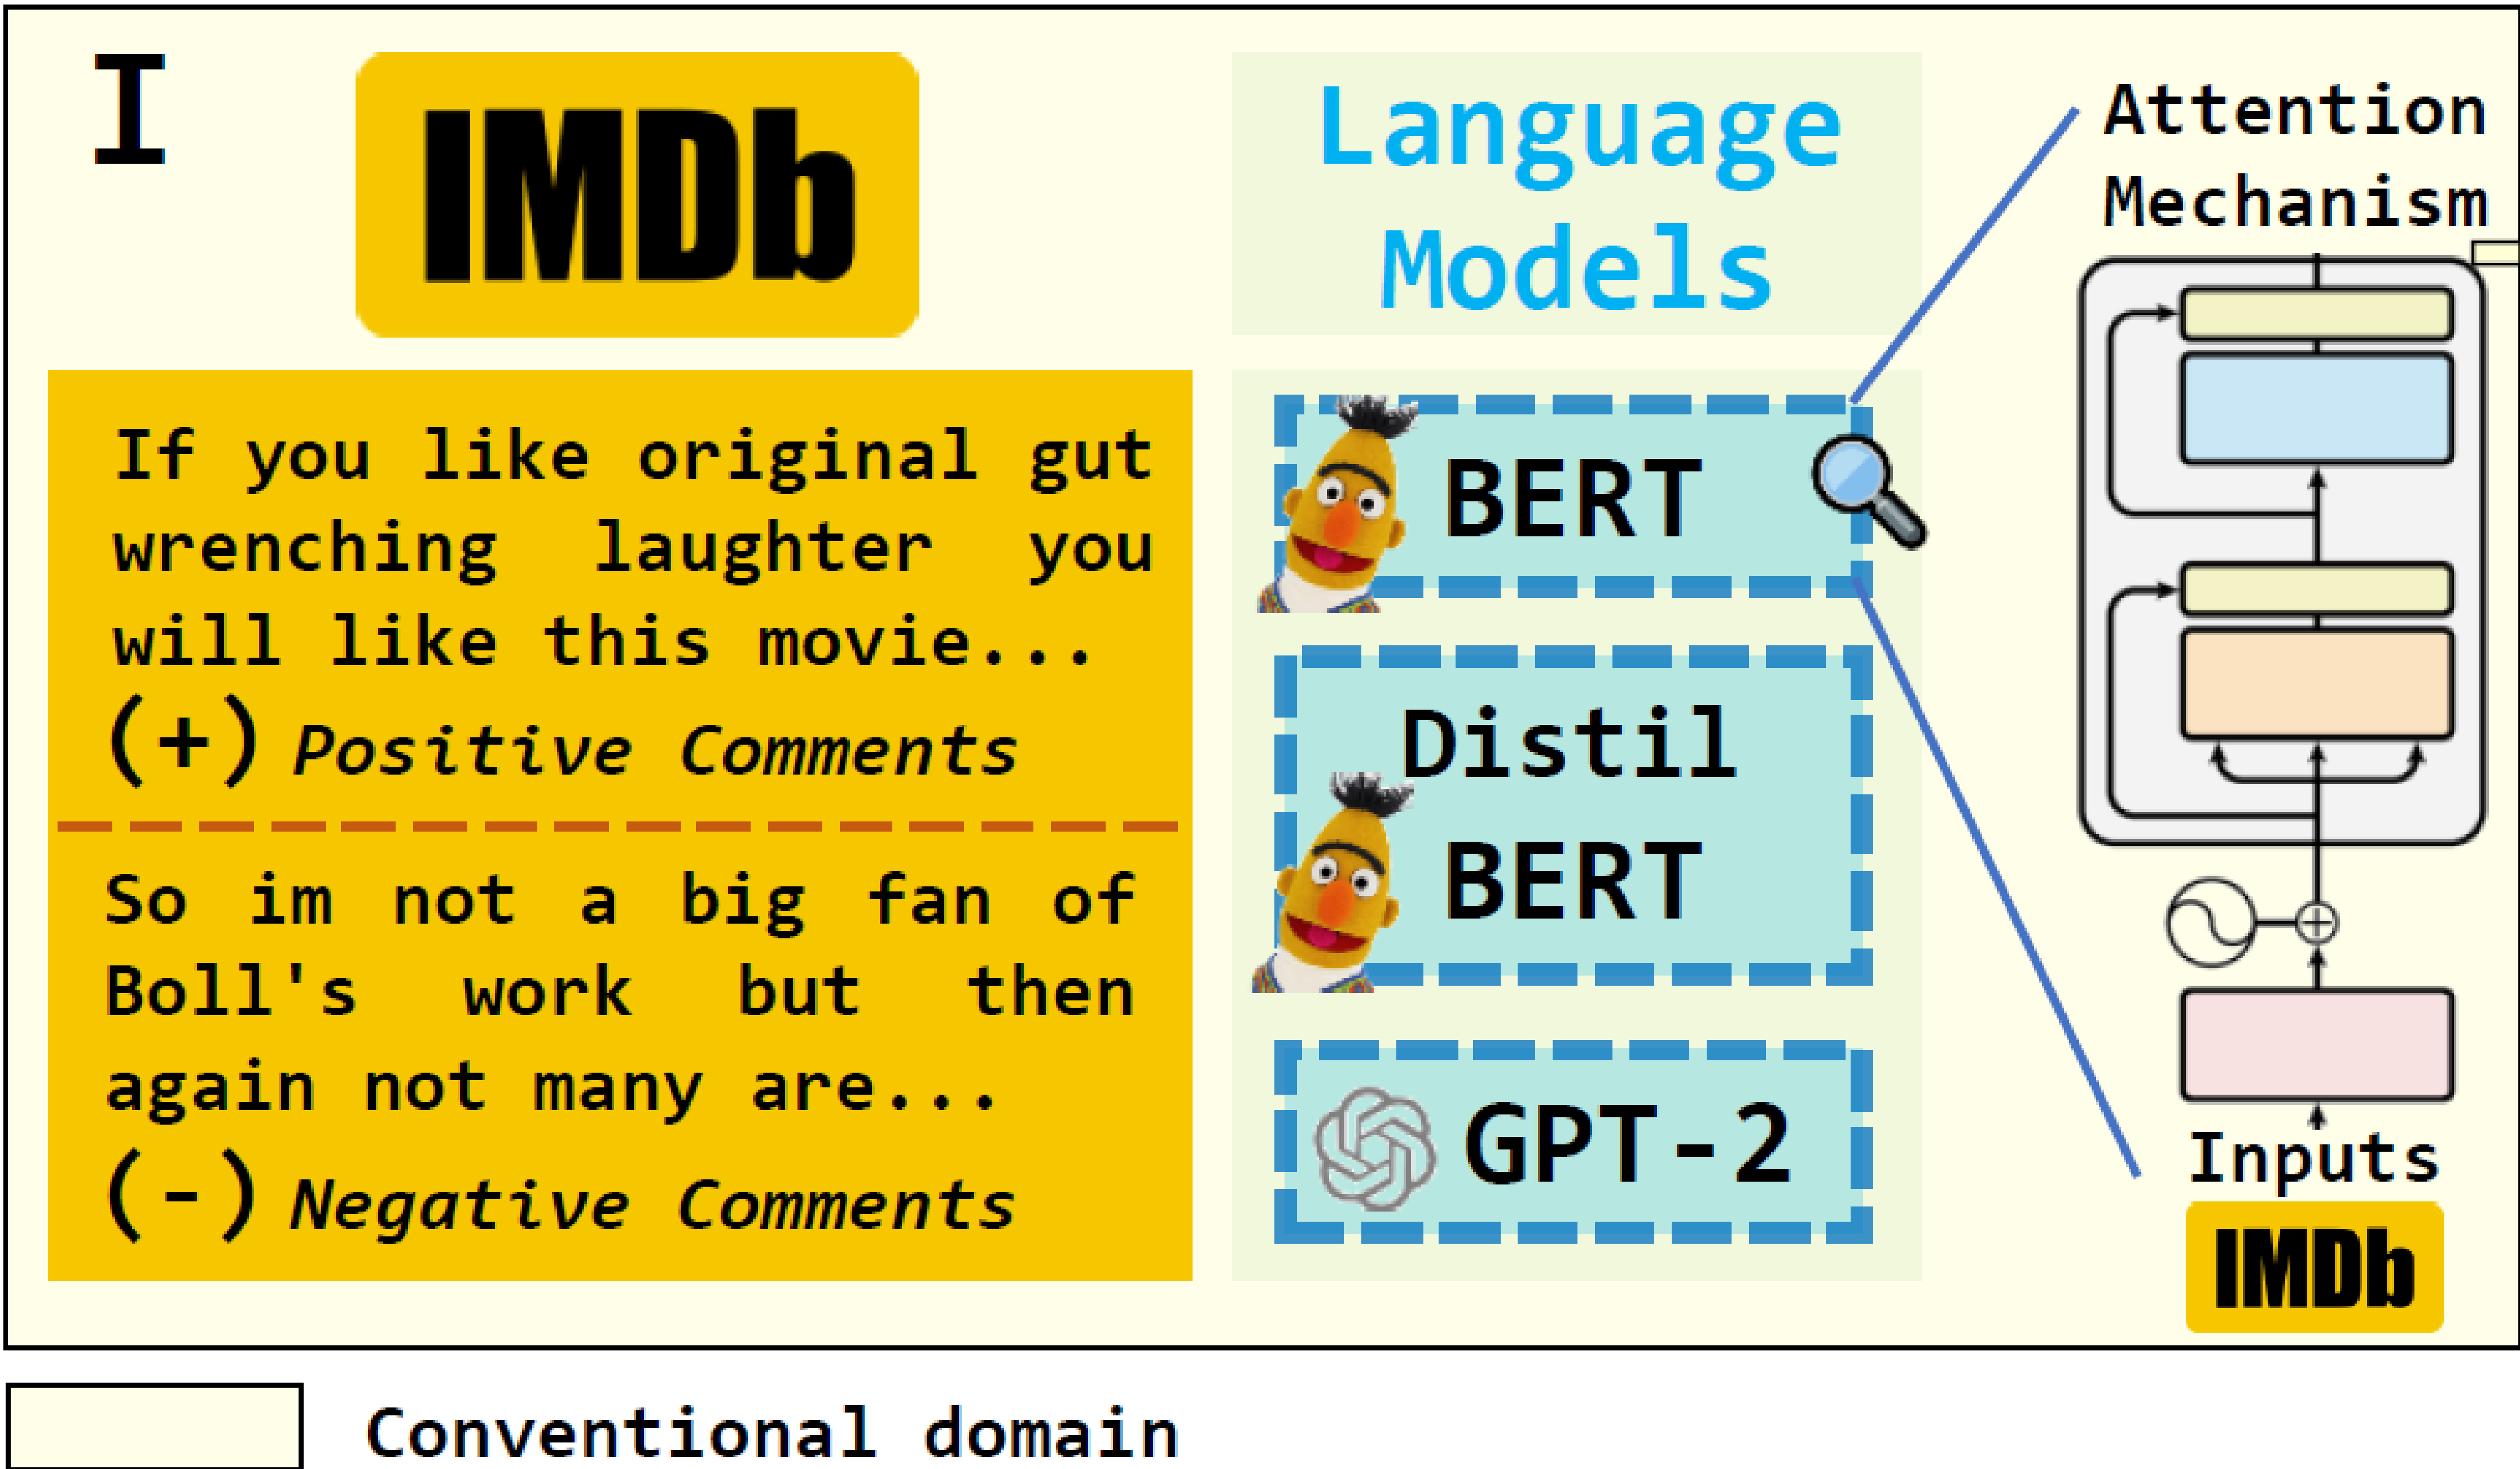 I
IMDb
If you like original gut
wrenching laughter you
will like this movie...
(+) Positive Comments
So im not a big fan of
Boll's work but then
again not many are...
(-) Negative Comments
Language
Models
BERT
Distil
BERT
GPT-2
Attention
Mechanism
Inputs
IMDb
Conventional domain